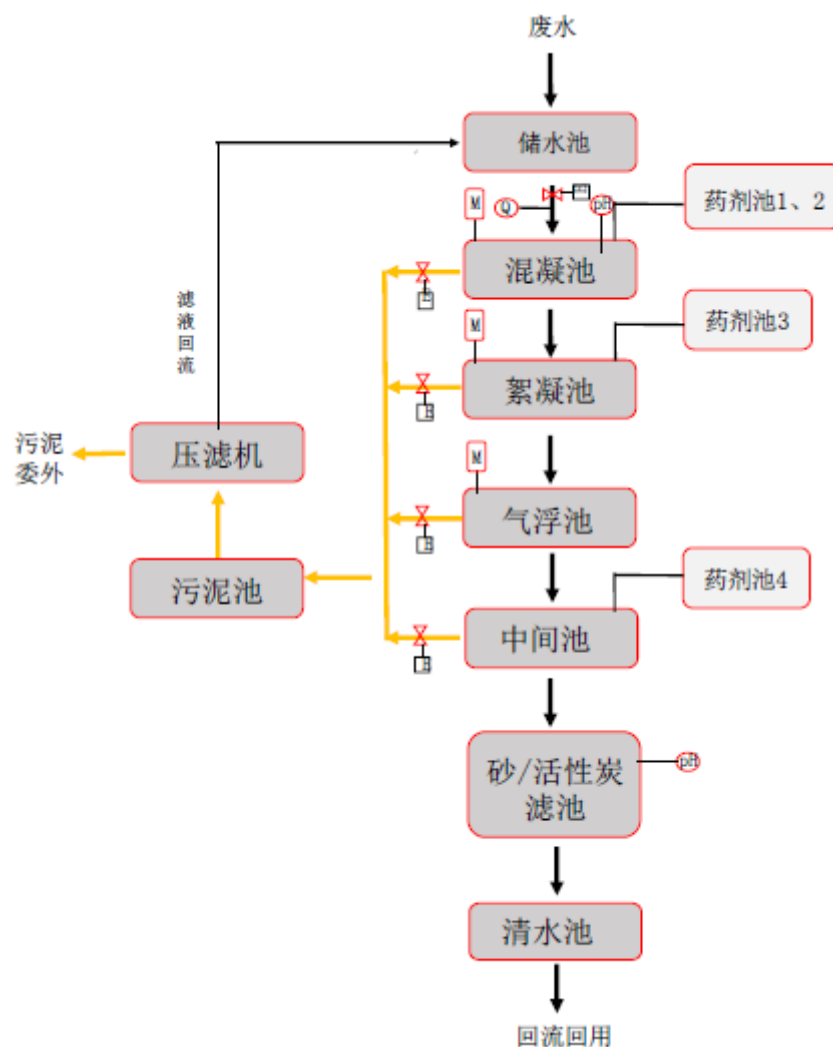 废水
储水池
M
Q
pH
药剂池1、2
混凝池
M
药剂池3
滤液回流
絮凝池
污泥
委外
压滤机
M
气浮池
污泥池
药剂池4
中间池
砂/活性炭
滤池
pH
清水池
回流回用